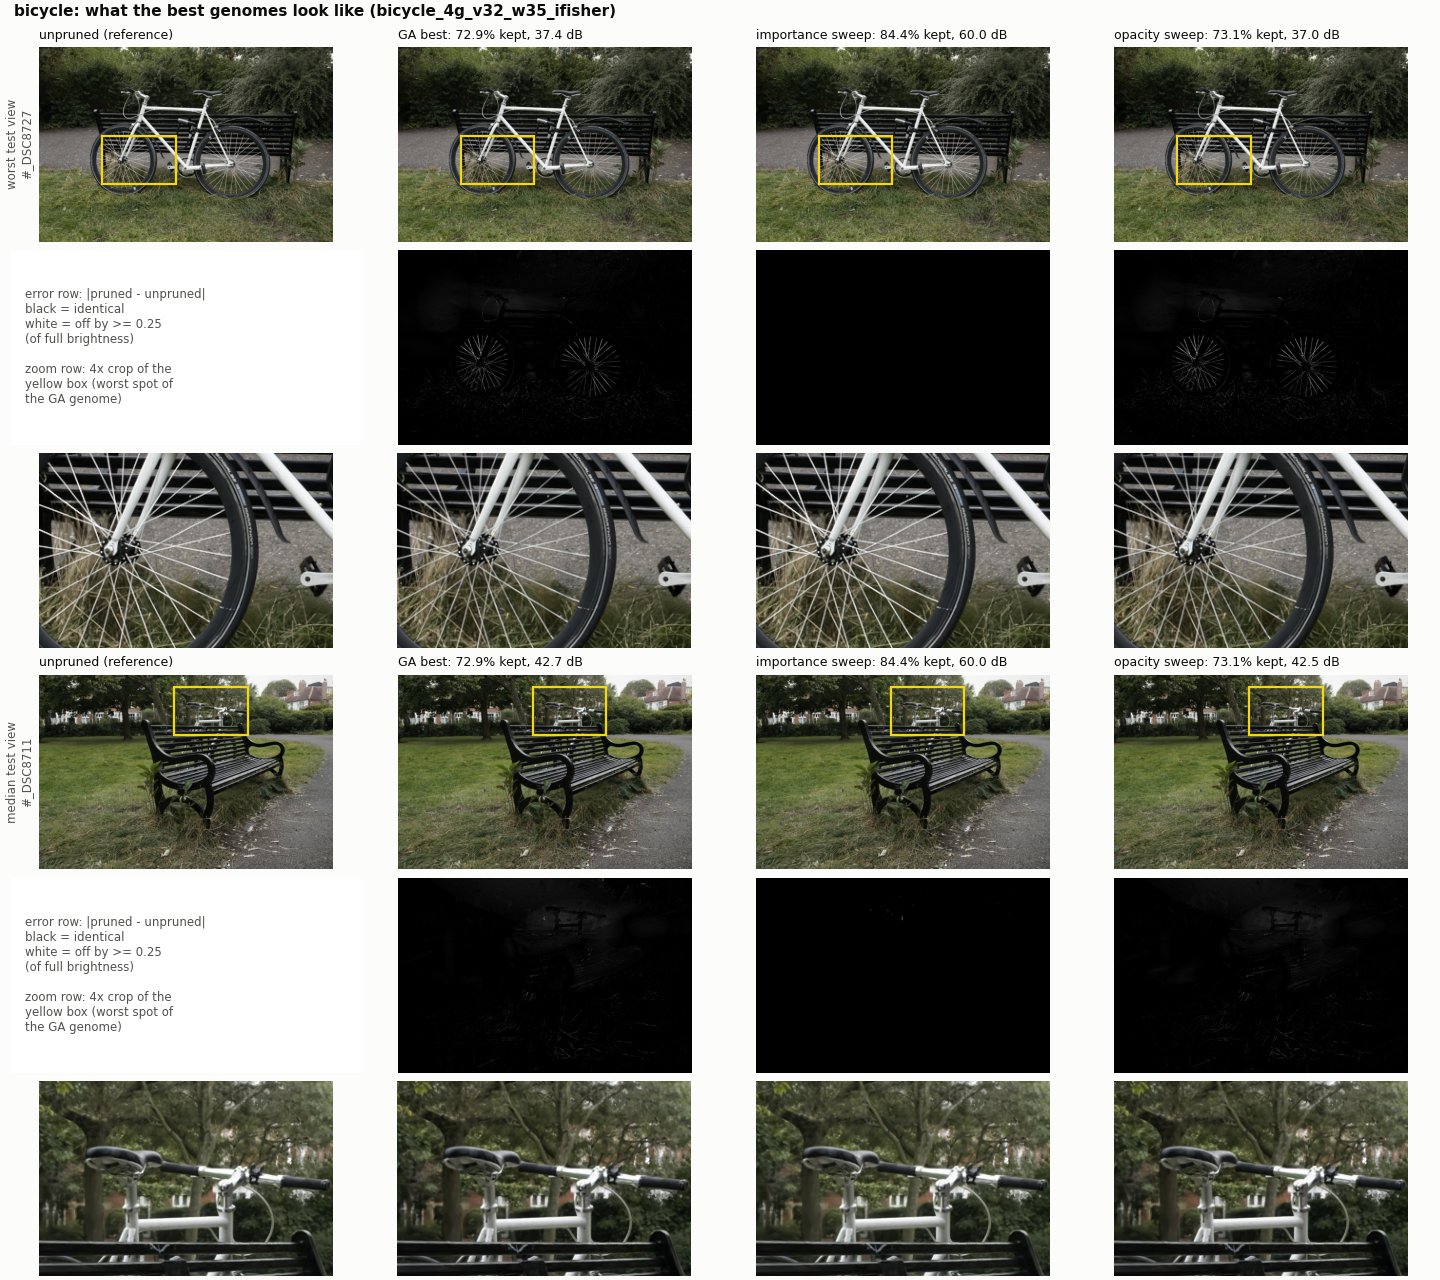 bicycle: what the best genomes look like (bicycle_4g_v32_w35_ifisher)
unpruned (reference)
GA best: 72.9% kept, 37.4 dB
importance sweep: 84.4% kept, 60.0 dB
opacity sweep: 73.1% kept, 37.0 dB
worst test view
#_DSC8727
error row: |pruned - unpruned|
black = identical
white = off by >= 0.25
(of full brightness)
zoom row: 4x crop of the
yellow box (worst spot of
the GA genome)
unpruned (reference)
GA best: 72.9% kept, 42.7 dB
importance sweep: 84.4% kept, 60.0 dB
opacity sweep: 73.1% kept, 42.5 dB
median test view
#_DSC8711
error row: |pruned - unpruned|
black = identical
white = off by >= 0.25
(of full brightness)
zoom row: 4x crop of the
yellow box (worst spot of
the GA genome)